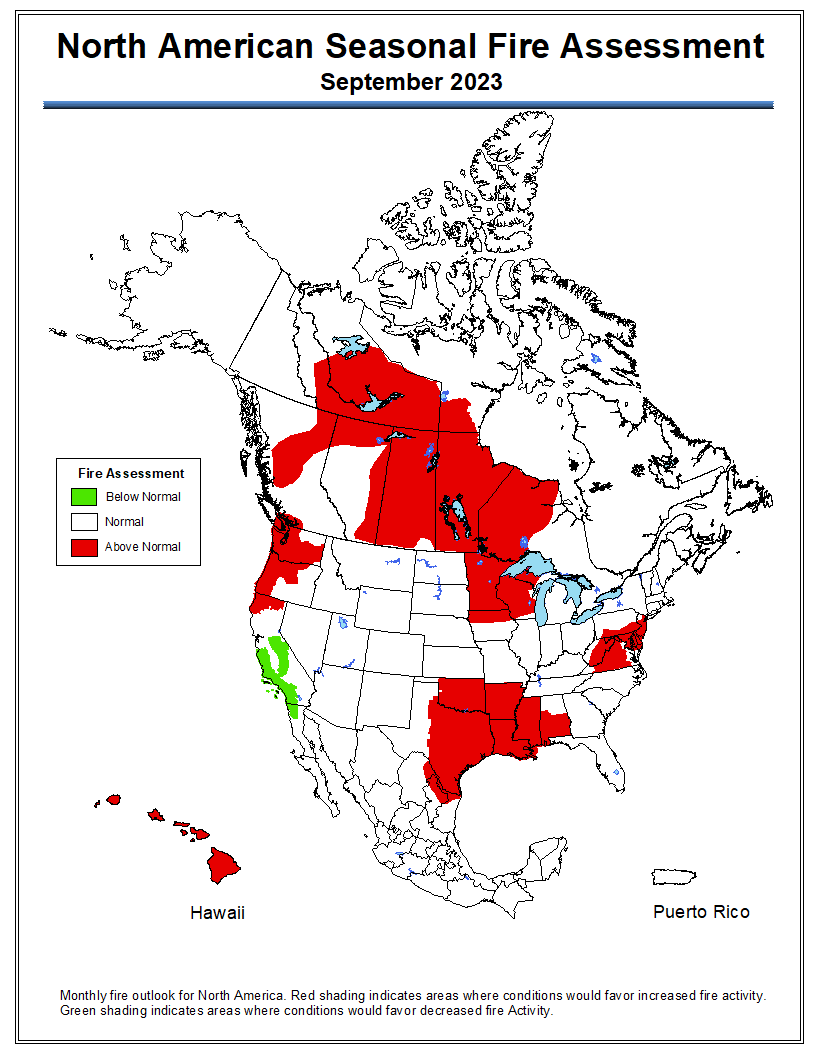 North American Seasonal Fire Assessment
September 2023
Fire Assessment
Below Normal
Normal
Above Normal
Hawaii
Puerto Rico
Monthly fire outlook for North America. Red shading indicates areas where conditions would favor increased fire activity.
Green shading indicates areas where conditions would favor decreased fire Activity.